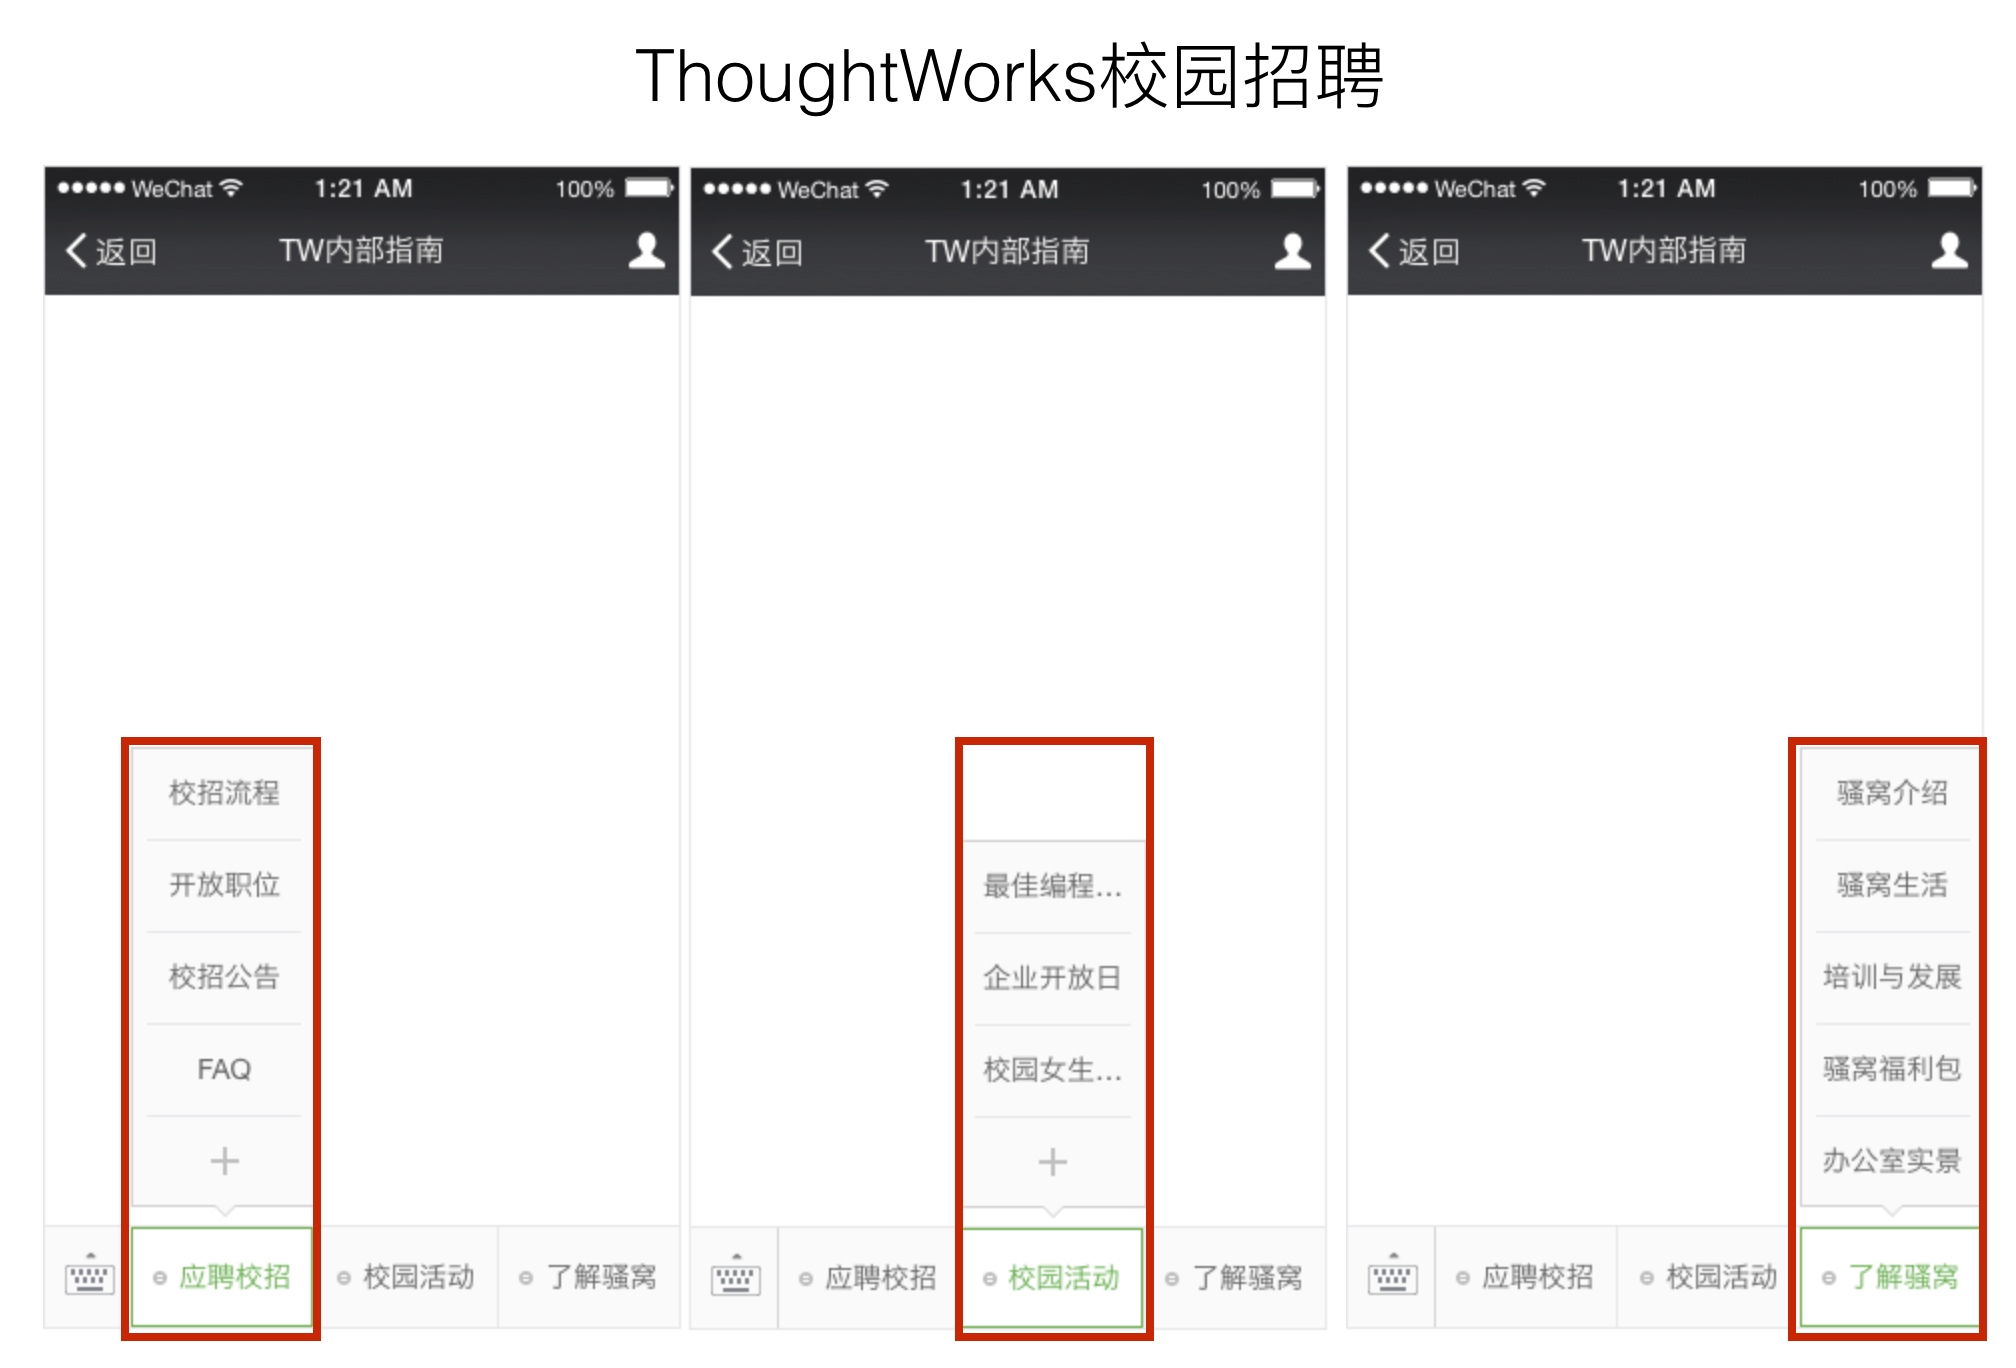 ThoughtWorks校园招聘
WeChat 1:21 AM 100%
返回 TW内部指南
校招流程
开放职位
校招公告
FAQ
+
应聘校招 校园活动 了解骚窝
WeChat 1:21 AM 100%
返回 TW内部指南
最佳编程...
企业开放日
校园女生...
+
应聘校招 校园活动 了解骚窝
WeChat 1:21 AM 100%
返回 TW内部指南
骚窝介绍
骚窝生活
培训与发展
骚窝福利包
办公室实景
应聘校招 校园活动 了解骚窝